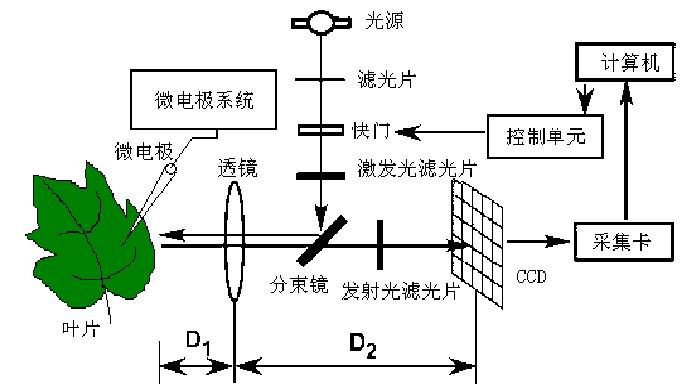 光源
滤光片
计算机
微电极系统
快门
控制单元
微电极
透镜
激发光滤光片
采集卡
分束镜
发射光滤光片
CCD
叶片
D1
D2